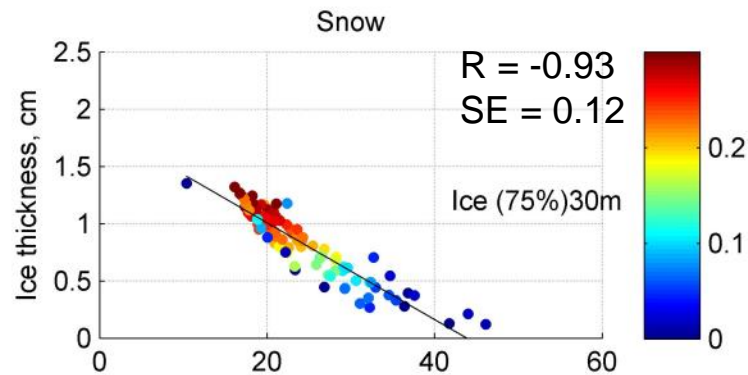 Snow
2.5
2
1.5
1
0.5
0
Ice thickness, cm
0 20 40 60
R = -0.93
SE = 0.12
Ice (75%)30m
0.2
0.1
0